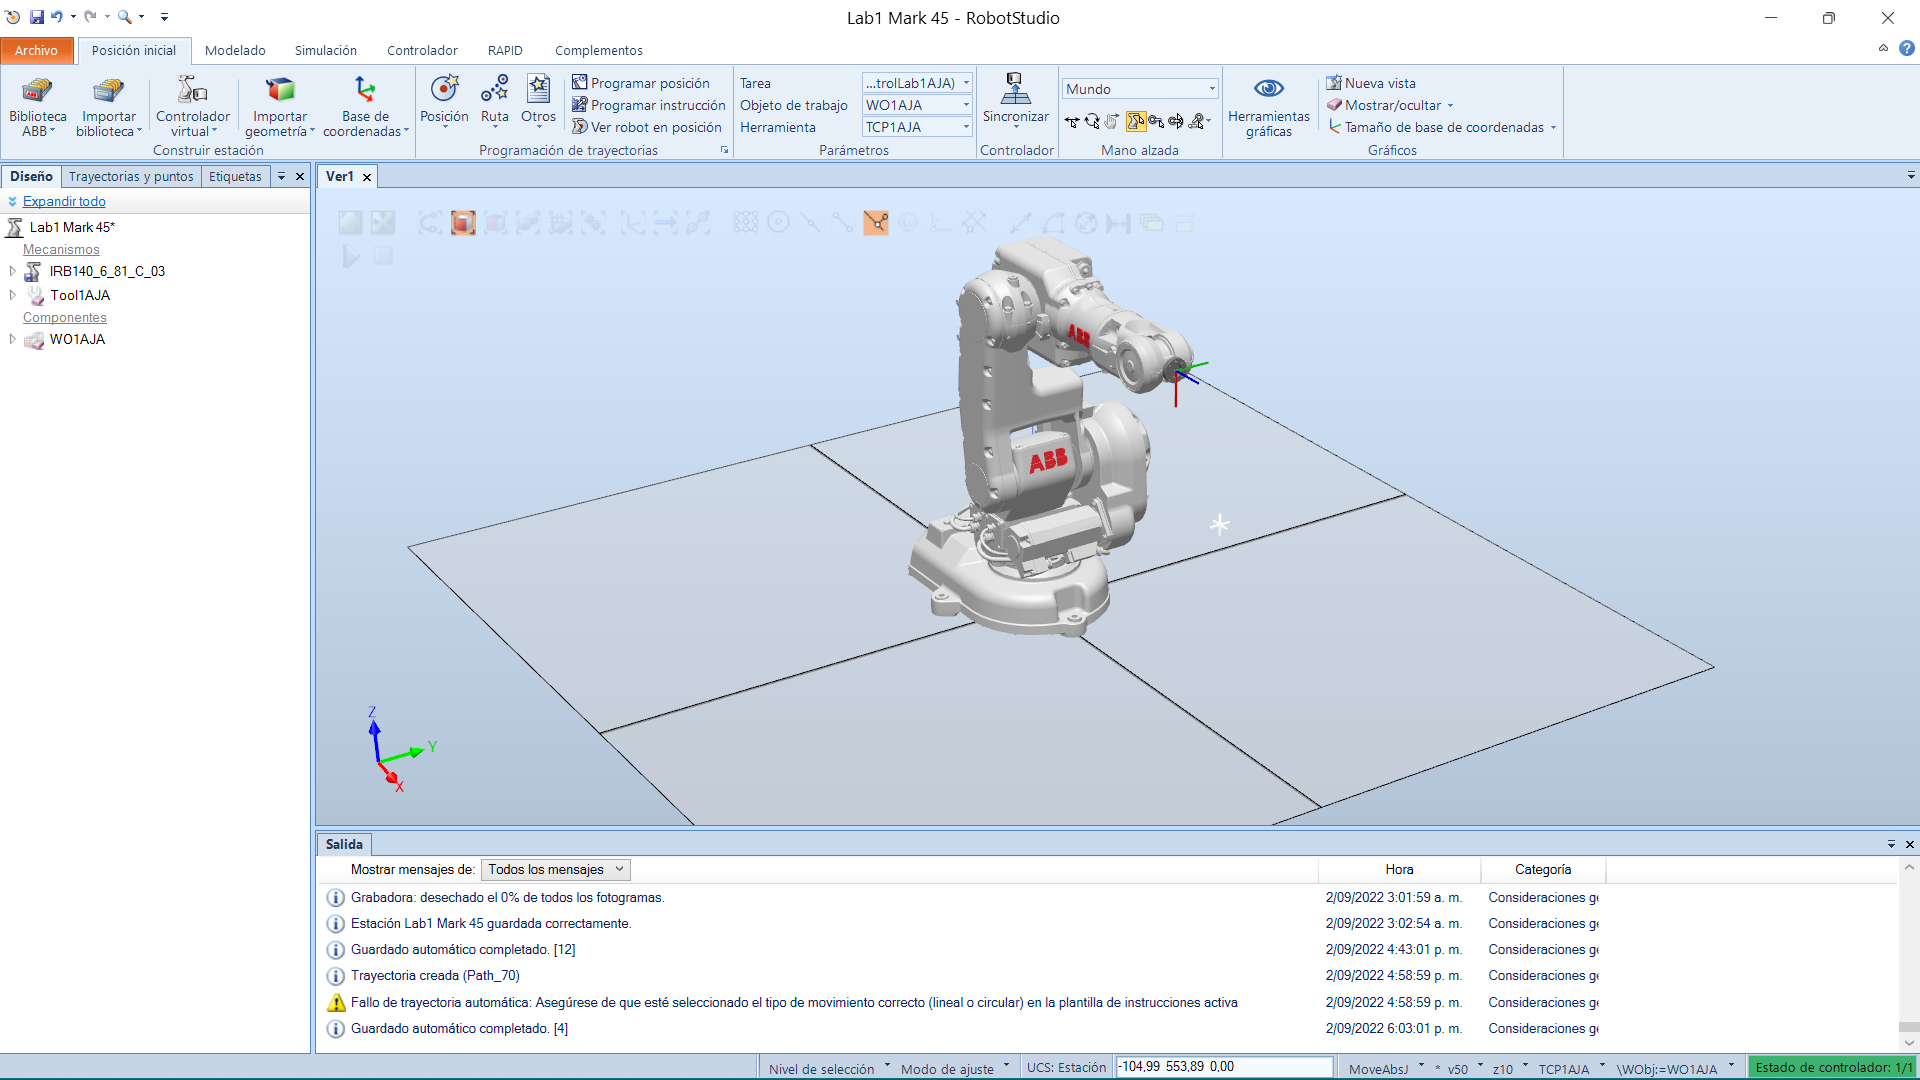 Lab1 Mark 45 - RobotStudio
Archivo
Posición inicial
Modelado
Simulación
Controlador
RAPID
Complementos
Biblioteca ABB
Importar biblioteca
Controlador virtual
Importar geometría
Base de coordenadas
Construir estación
Posición
Ruta
Otros
Programar posición
Programar instrucción
Ver robot en posición
Programación de trayectorias
Tarea
...trolLab1AJA)
Objeto de trabajo
WO1AJA
Herramienta
TCP1AJA
Parámetros
Sincronizar
Controlador
Mundo
Mano alzada
Herramientas gráficas
Nueva vista
Mostrar/ocultar
Tamaño de base de coordenadas
Gráficos
Diseño
Trayectorias y puntos
Etiquetas
Ver1
Expandir todo
Lab1 Mark 45*
Mecanismos
IRB140_6_81_C_03
Tool1AJA
Componentes
WO1AJA
ABB
ABB
Z
Y
X
Salida
Mostrar mensajes de: Todos los mensajes
Hora
Categoría
Grabadora: desechado el 0% de todos los fotogramas. 2/09/2022 3:01:59 a. m. Consideraciones ge
Estación Lab1 Mark 45 guardada correctamente. 2/09/2022 3:02:54 a. m. Consideraciones ge
Guardado automático completado. [12] 2/09/2022 4:43:01 p. m. Consideraciones ge
Trayectoria creada (Path_70) 2/09/2022 4:58:59 p. m. Consideraciones ge
Fallo de trayectoria automática: Asegúrese de que esté seleccionado el tipo de movimiento correcto (lineal o circular) en la plantilla de instrucciones activa 2/09/2022 4:58:59 p. m. Consideraciones ge
Guardado automático completado. [4] 2/09/2022 6:03:01 p. m. Consideraciones ge
Nivel de selección
Modo de ajuste
UCS: Estación
-104,99 553,89 0,00
MoveAbsJ
* v50
z10
TCP1AJA
\WObj:=WO1AJA
Estado de controlador: 1/1